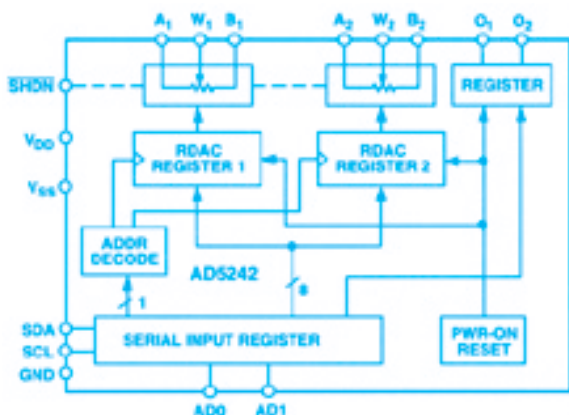 A1 W1 B1 A2 W2 B2 O1 O2
SHDN
REGISTER
VDD
RDAC
REGISTER 1
RDAC
REGISTER 2
VSS
ADDR
DECODE
AD5242
8
1
SDA
SCL
GND
SERIAL INPUT REGISTER
PWR-ON
RESET
AD0 AD1